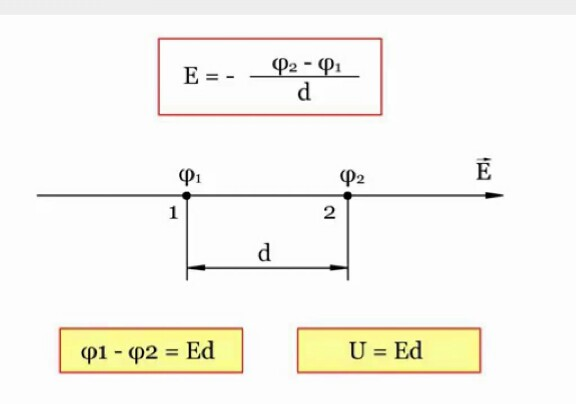 E = - φ₂ - φ₁ / d
φ₁ φ₂ E⃗
1 2
d
φ1 - φ2 = Ed U = Ed